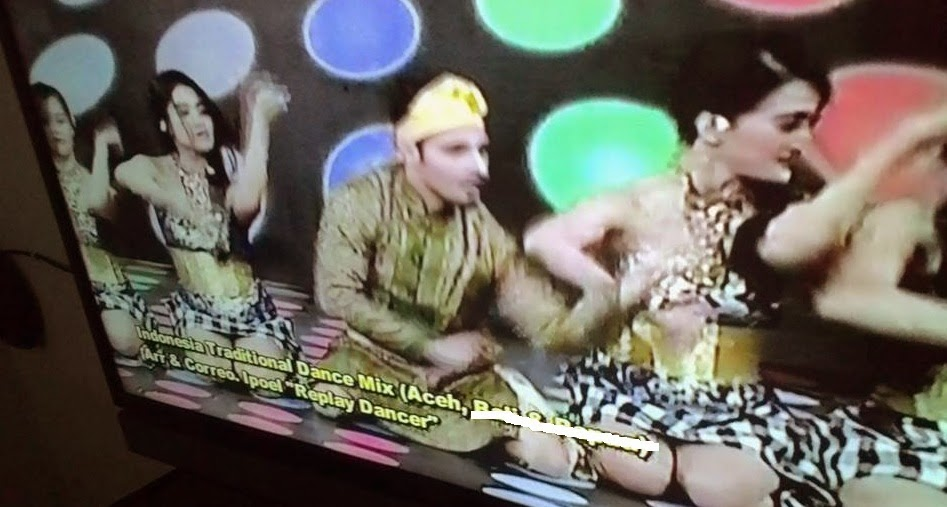 Indonesia Traditional Dance Mix (Aceh,
(Arr & Correo. Ipoel "Replay Dancer"